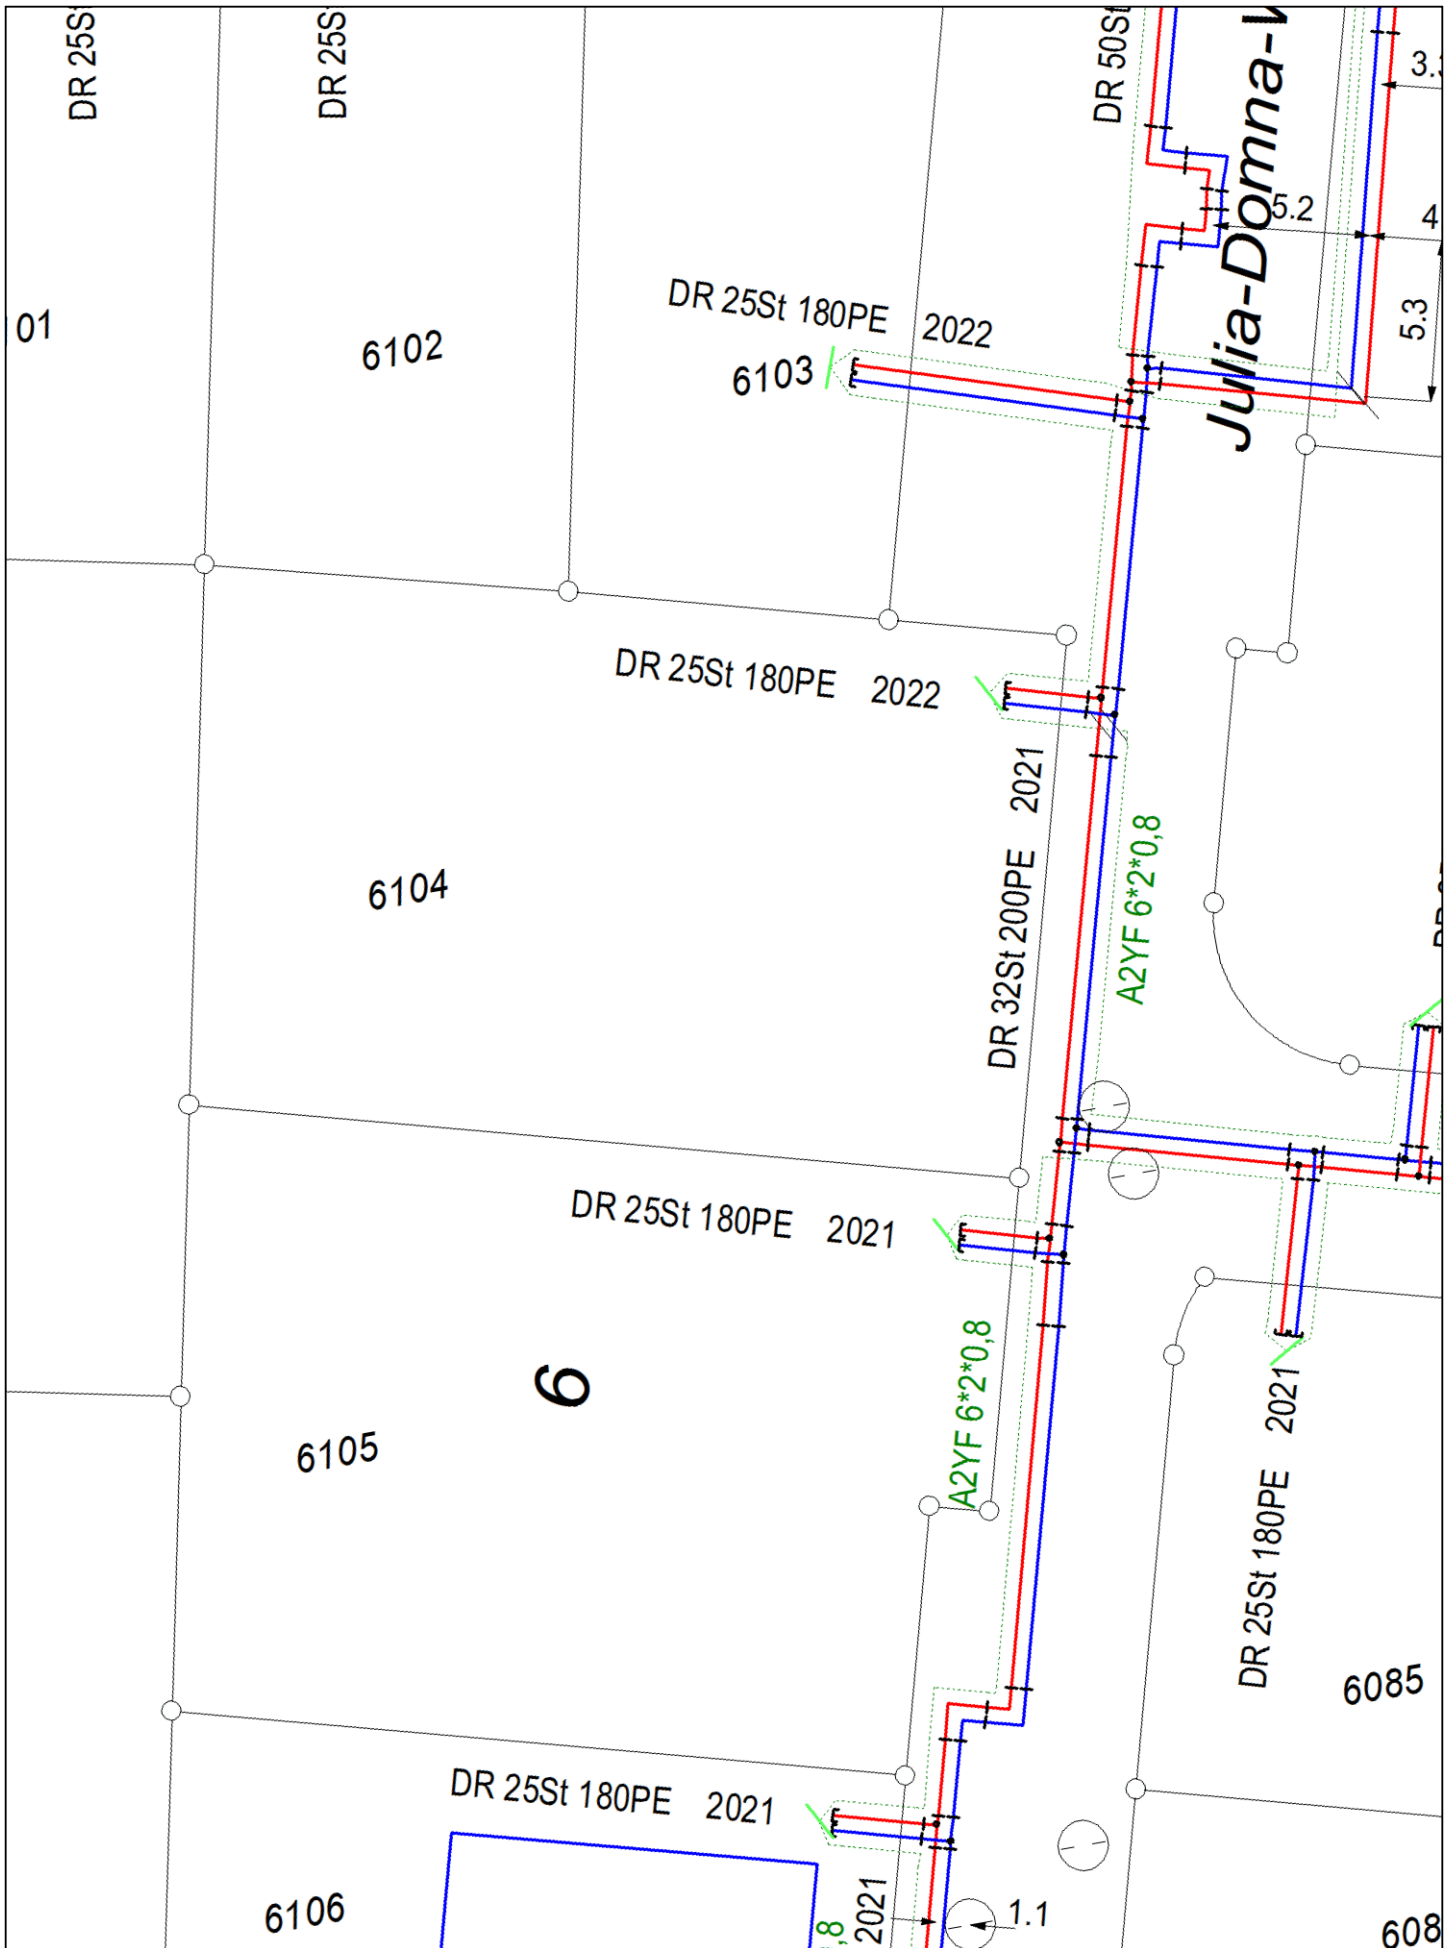 DR 25St
DR 25S
DR 50St
Julia-Domna-
3.3
5.2
4
5.3
DR 25St 180PE 2022
01
6102
6103
DR 25St 180PE 2022
DR 32St 200PE 2021
A2YF 6*2*0,8
6104
DR 25St 180PE 2021
A2YF 6*2*0,8
6
6105
DR 25St 180PE 2021
6085
DR 25St 180PE 2021
2021
,8
1.1
6106
608